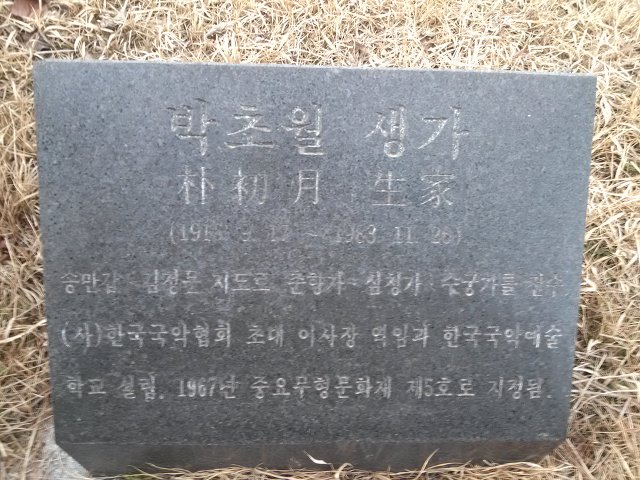 박초월 생가
朴初月 生家
~ 1983. 11. 26)
송만갑 · 김정문 지도로 춘향가 · 심청가 · 수궁가를 전수
(사)한국국악협회 초대 이사장 역임과 한국국악예술
학교 설립. 1967년 중요무형문화재 제5호로 지정됨.